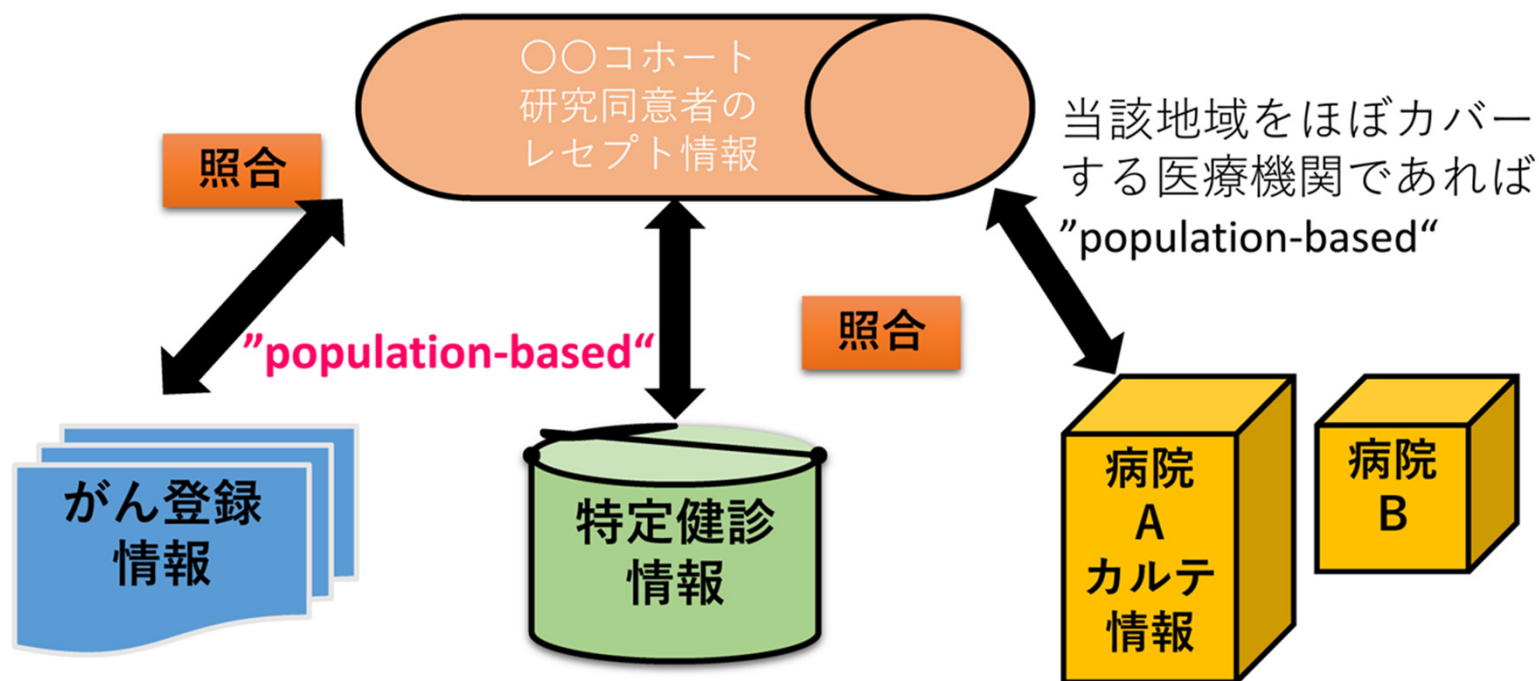 〇〇コホート
研究同意者の
レセプト情報
当該地域をほぼカバー
する医療機関であれば
”population-based“
照合
”population-based“
照合
がん登録
情報
特定健診
情報
病院
A
カルテ
情報
病院
B